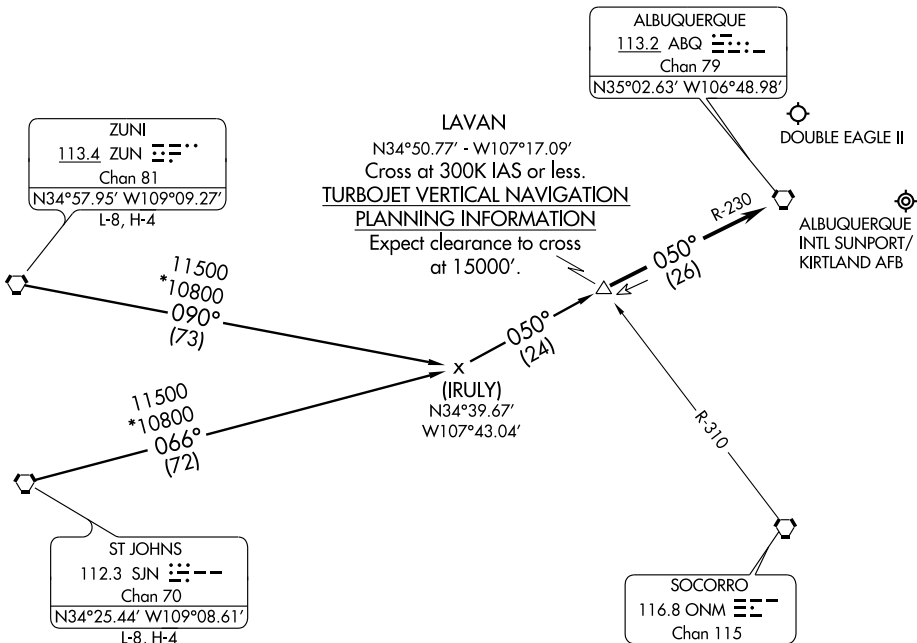 ALBUQUERQUE
113.2 ABQ
Chan 79
N35°02.63' W106°48.98'
DOUBLE EAGLE II
ALBUQUERQUE
INTL SUNPORT/
KIRTLAND AFB
ZUNI
113.4 ZUN
Chan 81
N34°57.95' W109°09.27'
L-8, H-4
LAVAN
N34°50.77' - W107°17.09'
Cross at 300K IAS or less.
TURBOJET VERTICAL NAVIGATION
PLANNING INFORMATION
Expect clearance to cross
at 15000'.
R-230
050°
(26)
11500
*10800
090°
(73)
050°
(24)
X
(IRULY)
N34°39.67'
W107°43.04'
11500
*10800
066°
(72)
R-310
ST JOHNS
112.3 SJN
Chan 70
N34°25.44' W109°08.61'
L-8, H-4
SOCORRO
116.8 ONM
Chan 115